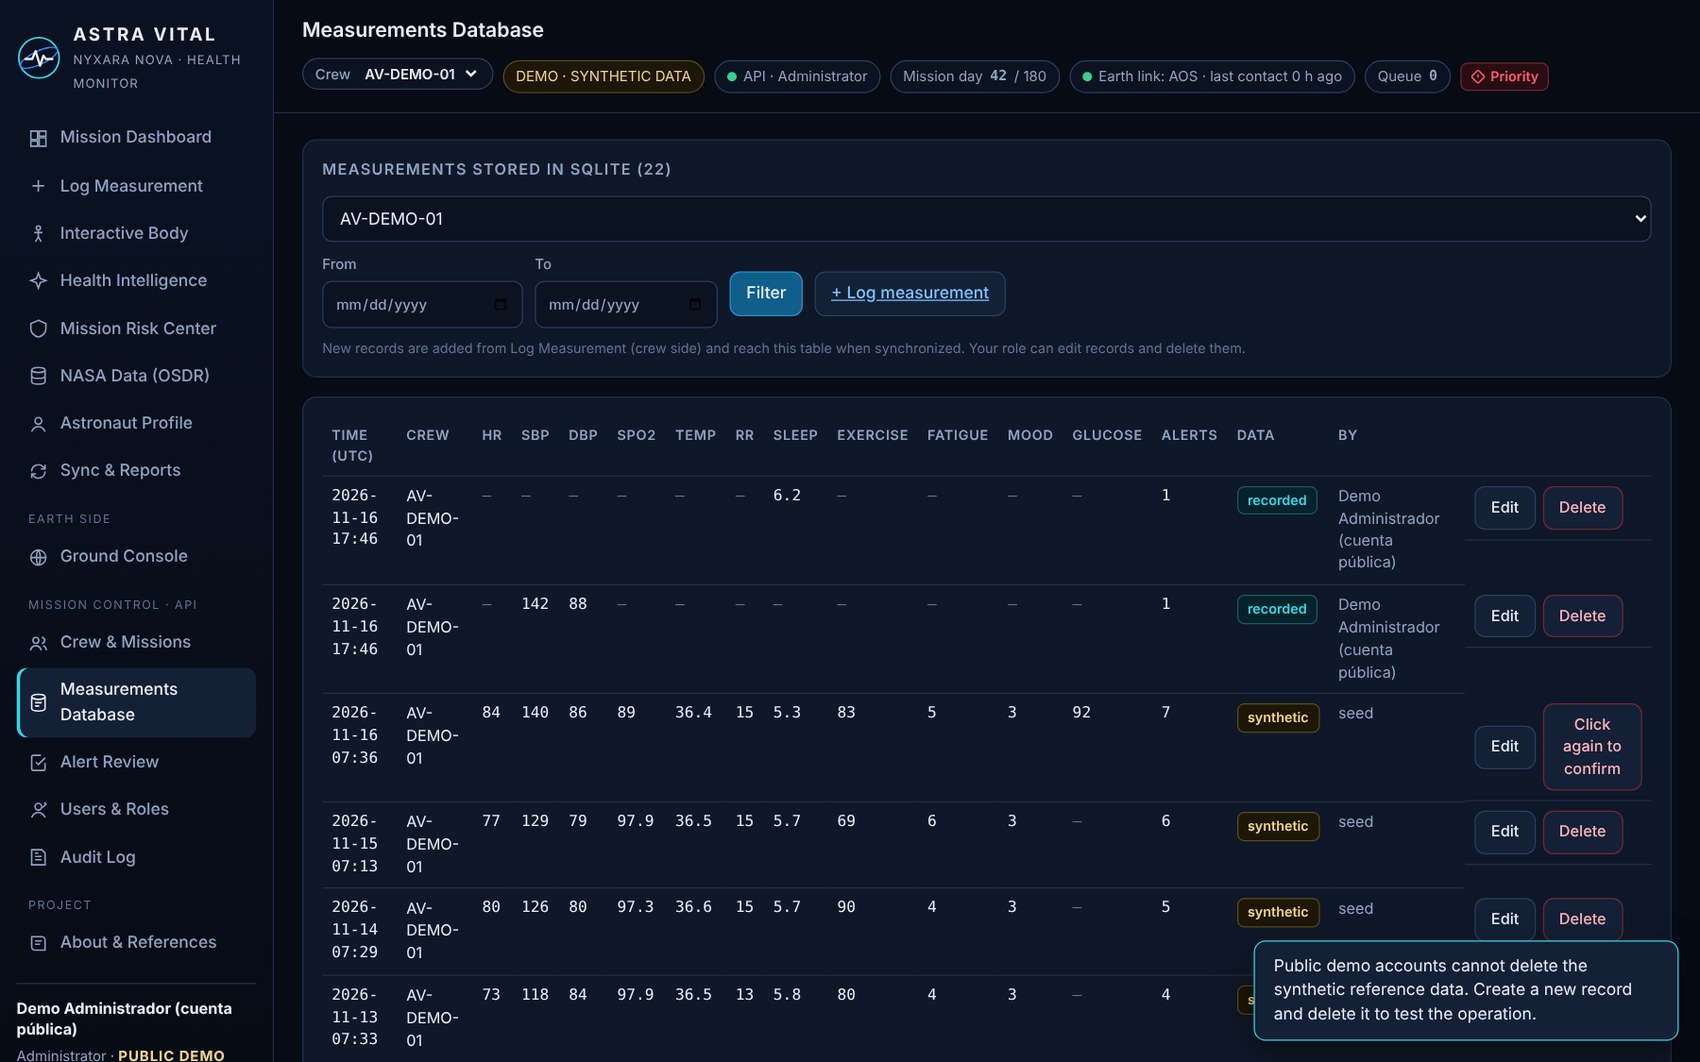 ASTRA VITAL
NYXARA NOVA · HEALTH
MONITOR
Mission Dashboard
Log Measurement
Interactive Body
Health Intelligence
Mission Risk Center
NASA Data (OSDR)
Astronaut Profile
Sync & Reports
EARTH SIDE
Ground Console
MISSION CONTROL · API
Crew & Missions
Measurements
Database
Alert Review
Users & Roles
Audit Log
PROJECT
About & References
Demo Administrador (cuenta
pública)
Administrator · PUBLIC DEMO
Measurements Database
Crew AV-DEMO-01 DEMO · SYNTHETIC DATA API · Administrator Mission day 42 / 180 Earth link: AOS · last contact 0 h ago Queue 0 Priority
MEASUREMENTS STORED IN SQLITE (22)
AV-DEMO-01
From To
mm/dd/yyyy mm/dd/yyyy Filter + Log measurement
New records are added from Log Measurement (crew side) and reach this table when synchronized. Your role can edit records and delete them.
TIME CREW HR SBP DBP SPO2 TEMP RR SLEEP EXERCISE FATIGUE MOOD GLUCOSE ALERTS DATA BY
(UTC)
2026- AV- – – – – – – 6.2 – – – – 1 recorded Demo Edit Delete
11-16 DEMO- Administrador
17:46 01 (cuenta
pública)
2026- AV- – 142 88 – – – – – – – – 1 recorded Demo Edit Delete
11-16 DEMO- Administrador
17:46 01 (cuenta
pública)
2026- AV- 84 140 86 89 36.4 15 5.3 83 5 3 92 7 synthetic seed Edit Click
11-16 DEMO- again to
07:36 01 confirm
2026- AV- 77 129 79 97.9 36.5 15 5.7 69 6 3 – 6 synthetic seed Edit Delete
11-15 DEMO-
07:13 01
2026- AV- 80 126 80 97.3 36.6 15 5.7 90 4 3 – 5 synthetic seed Edit Delete
11-14 DEMO-
07:29 01
2026- AV- 73 118 84 97.9 36.5 13 5.8 80 4 3 – 4
11-13 DEMO-
07:33 01
Public demo accounts cannot delete the
synthetic reference data. Create a new record
and delete it to test the operation.